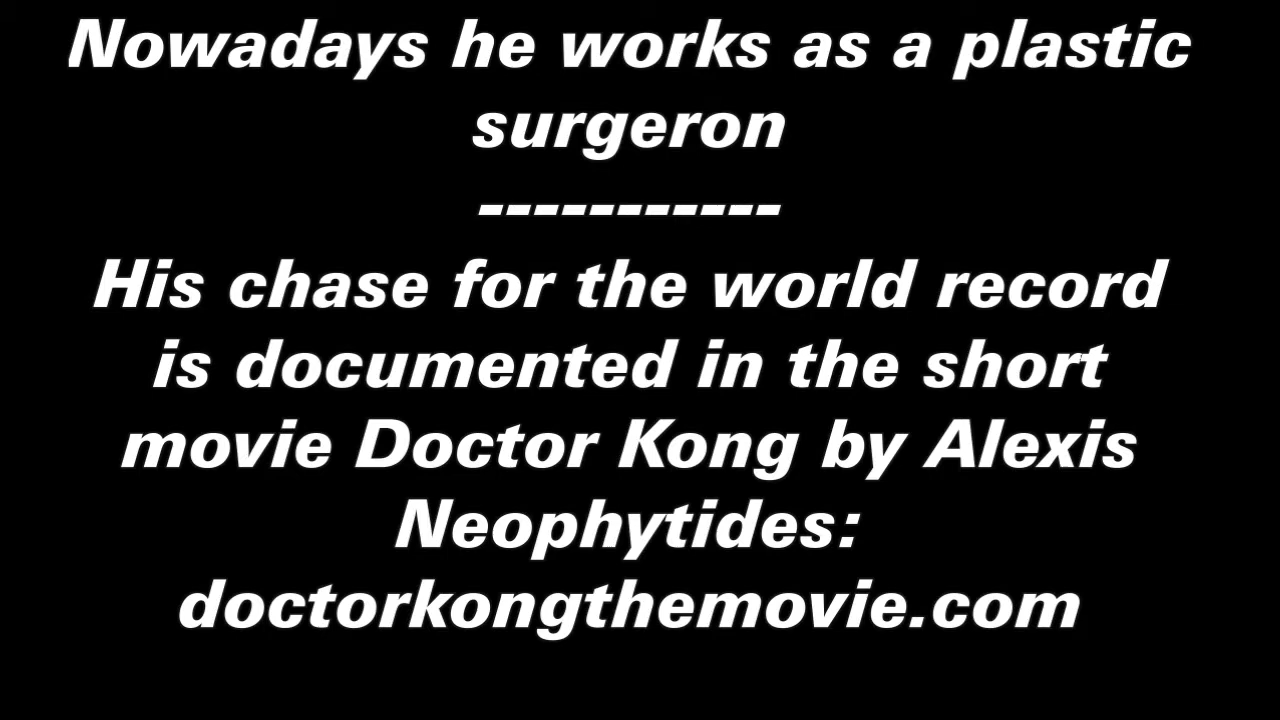 Nowadays he works as a plastic
surgeron
-----------
His chase for the world record
is documented in the short
movie Doctor Kong by Alexis
Neophytides:
doctorkongthemovie.com